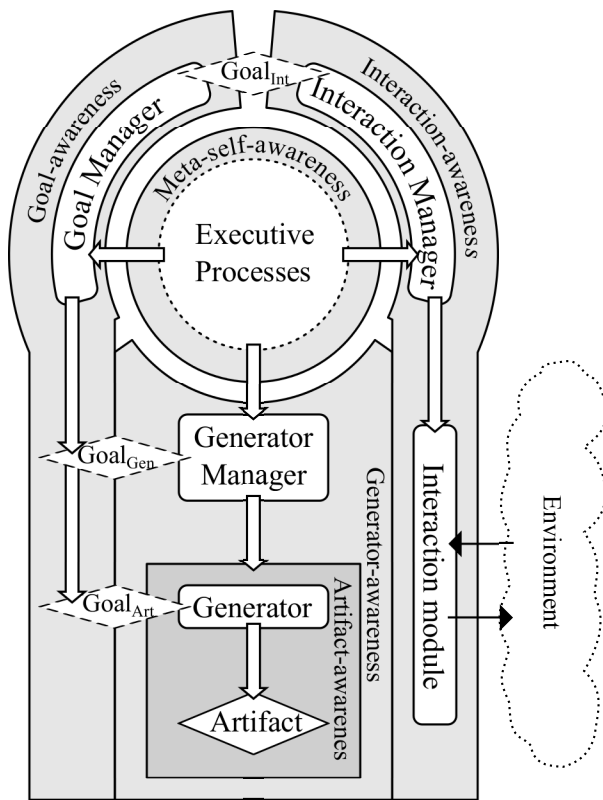 Goal-awareness
Goal Manager
GoalInt
Interaction Manager
Interaction-awareness
Meta-self-awareness
Executive
Processes
Generator
Manager
GoalGen
GoalArt
Generator
Artifact
Artifact-awarenes
Generator-awareness
Interaction module
Environment